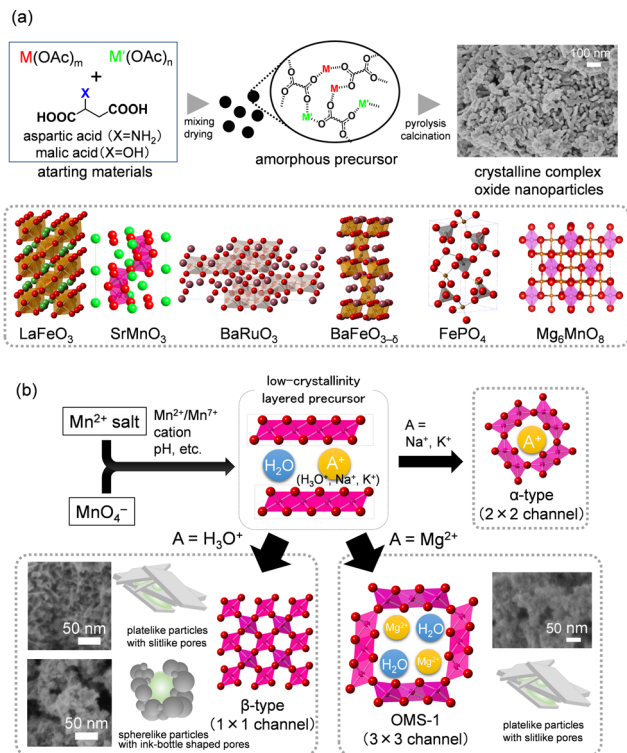 (a)
M(OAc)m M'(OAc)n
+
X
HOOC COOH
aspartic acid (X=NH2)
malic acid (X=OH)
atarting materials
mixing
drying
O O O O M O O O O
M
M' O O O O M' O O O O
amorphous precursor
pyrolysis
calcination
100 nm
crystalline complex
oxide nanoparticles
LaFeO3 SrMnO3 BaRuO3 BaFeO3–δ FePO4 Mg6MnO8
(b)
Mn2+ salt
MnO4−
Mn2+/Mn7+
cation
pH, etc.
low-crystallinity
layered precursor
H2O A+
(H3O+, Na+, K+)
A =
Na+, K+
A+
α-type
(2×2 channel)
A = H3O+
A = Mg2+
50 nm
platelike particles
with slitlike pores
50 nm
spherelike particles
with ink-bottle shaped pores
β-type
(1×1 channel)
Mg2+ H2O
H2O Mg2+
OMS-1
(3×3 channel)
50 nm
platelike particles
with slitlike pores